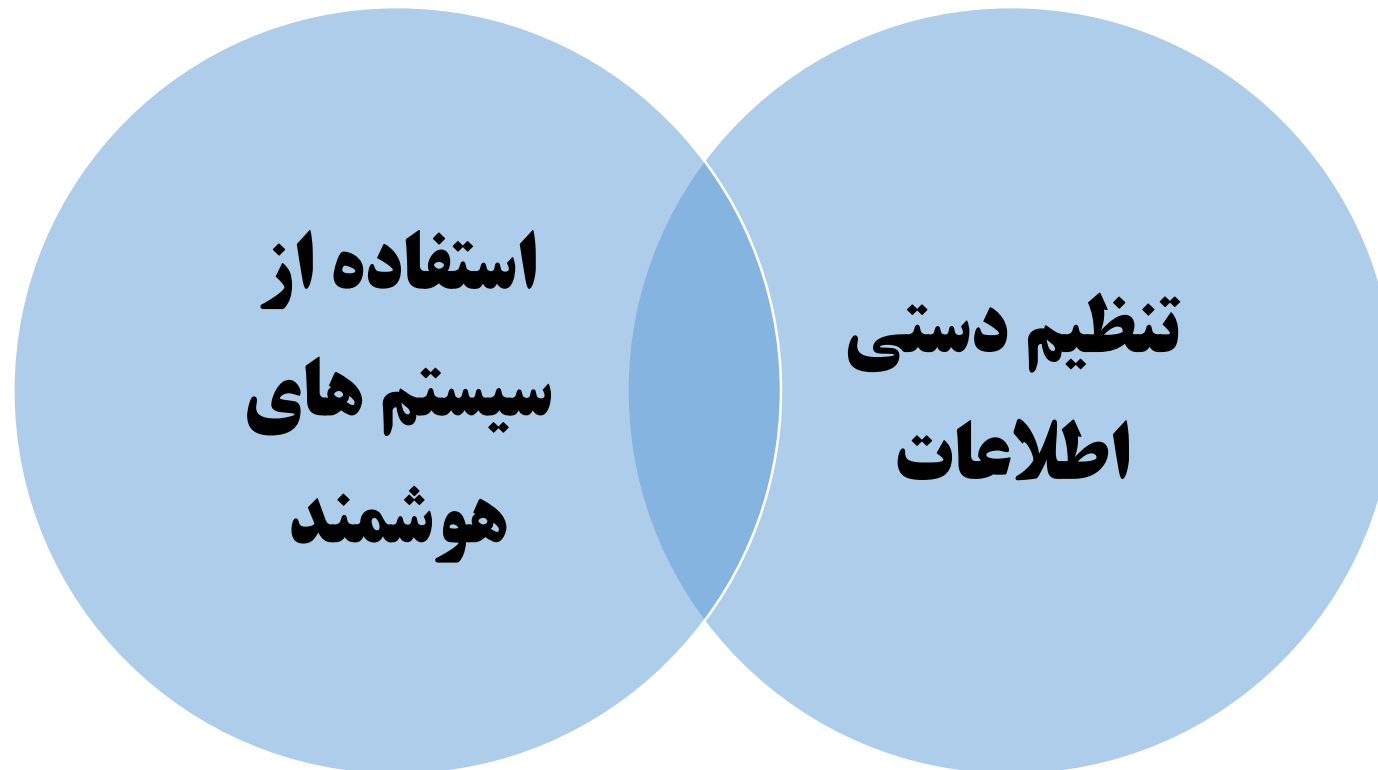 تنظیم دستی
اطلاعات
استفاده از
سیستم های
هوشمند